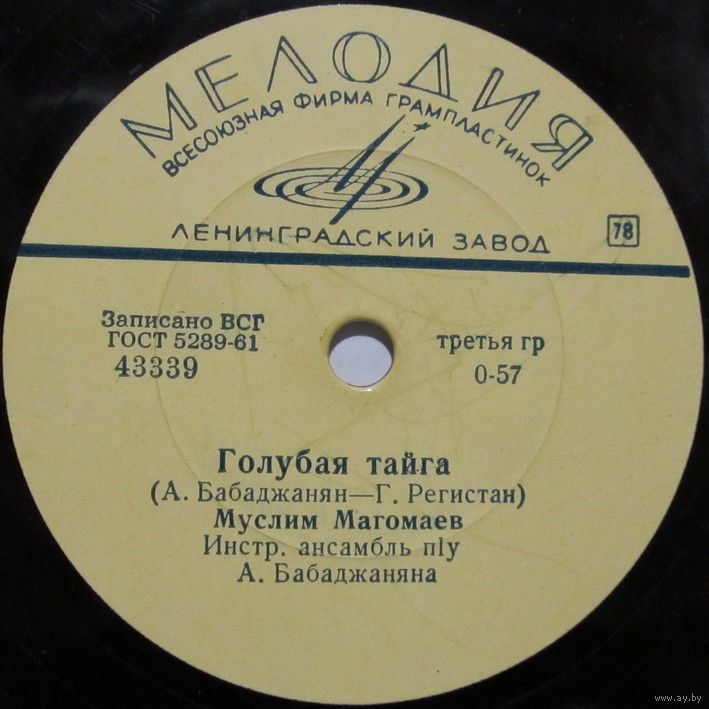 МЕЛОДИЯ
ВСЕСОЮЗНАЯ ФИРМА ГРАМПЛАСТИНОК
ЛЕНИНГРАДСКИЙ ЗАВОД
78
Записано ВСГ
ГОСТ 5289-61
43339
третья гр
0-57
Голубая тайга
(А. Бабаджанян—Г. Регистан)
Муслим Магомаев
Инстр. ансамбль п/у
А. Бабаджаняна
www.ay.by